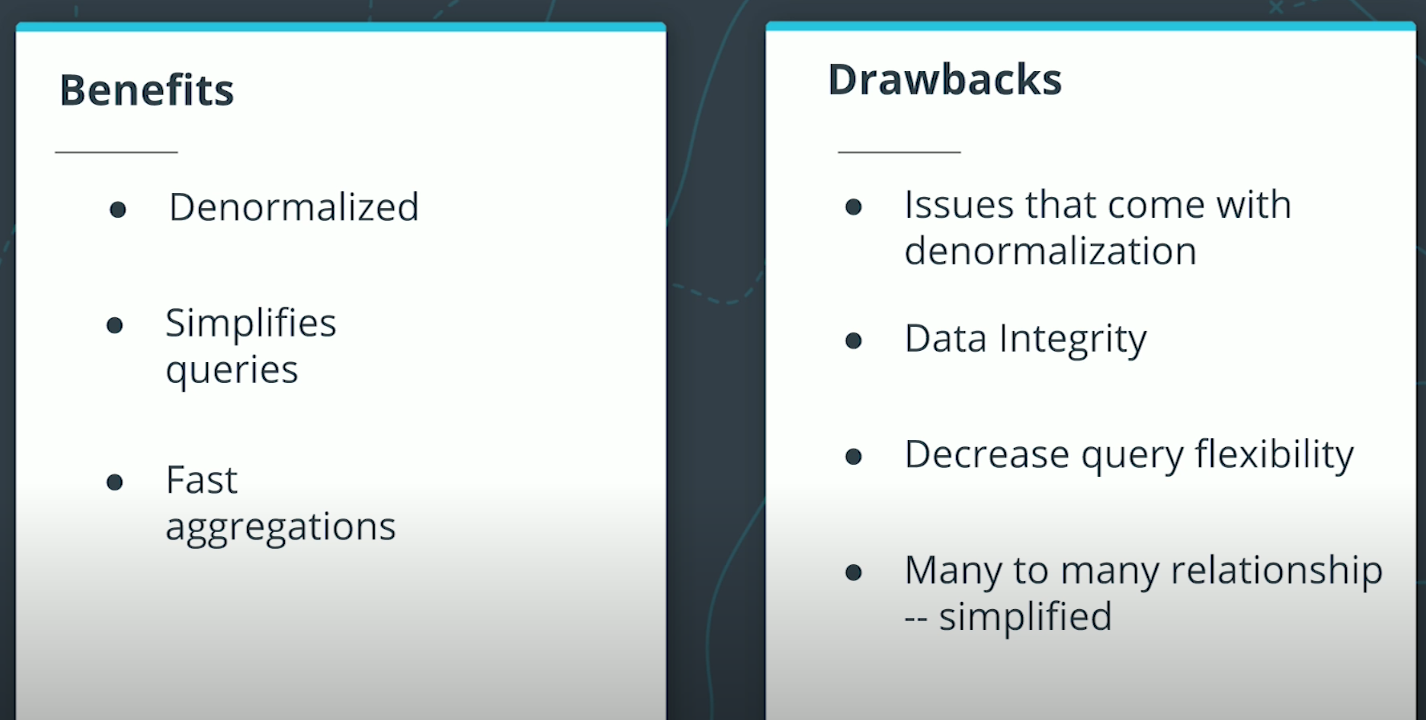 Benefits
● Denormalized
● Simplifies
queries
● Fast
aggregations
Drawbacks
● Issues that come with
denormalization
● Data Integrity
● Decrease query flexibility
● Many to many relationship
-- simplified